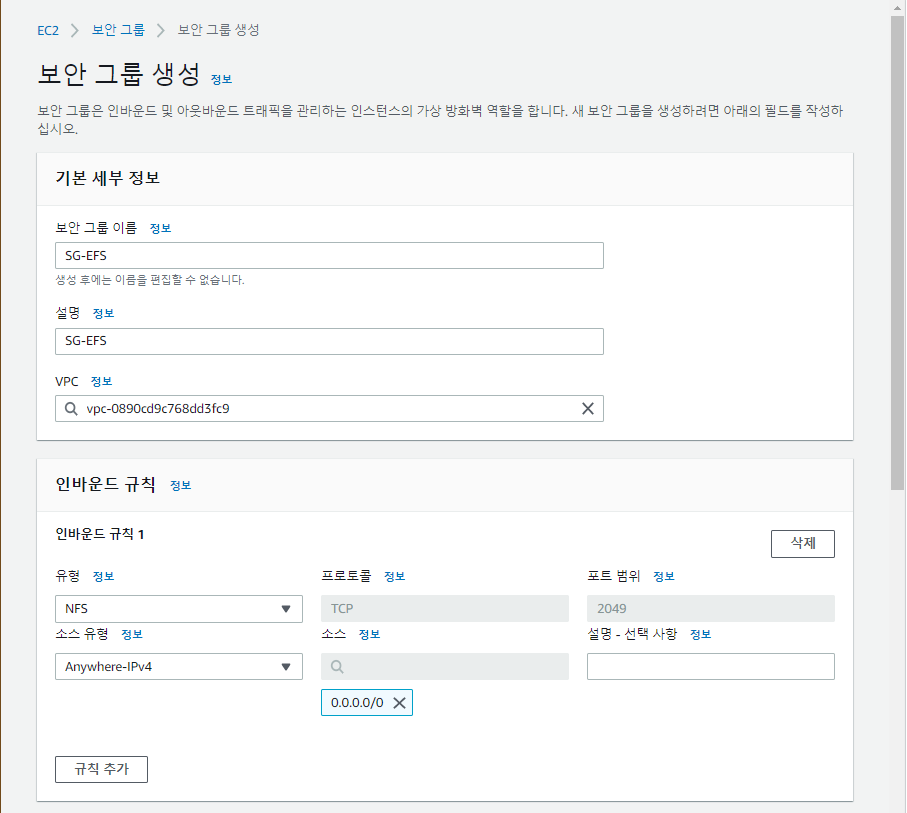 EC2 > 보안 그룹 > 보안 그룹 생성
보안 그룹 생성 정보
보안 그룹은 인바운드 및 아웃바운드 트래픽을 관리하는 인스턴스의 가상 방화벽 역할을 합니다. 새 보안 그룹을 생성하려면 아래의 필드를 작성하
십시오.
기본 세부 정보
보안 그룹 이름 정보
SG-EFS
생성 후에는 이름을 편집할 수 없습니다.
설명 정보
SG-EFS
VPC 정보
vpc-0890cd9c768dd3fc9
인바운드 규칙 정보
인바운드 규칙 1
삭제
유형 정보 프로토콜 정보 포트 범위 정보
NFS TCP 2049
소스 유형 정보 소스 정보 설명 - 선택 사항 정보
Anywhere-IPv4
0.0.0.0/0
규칙 추가